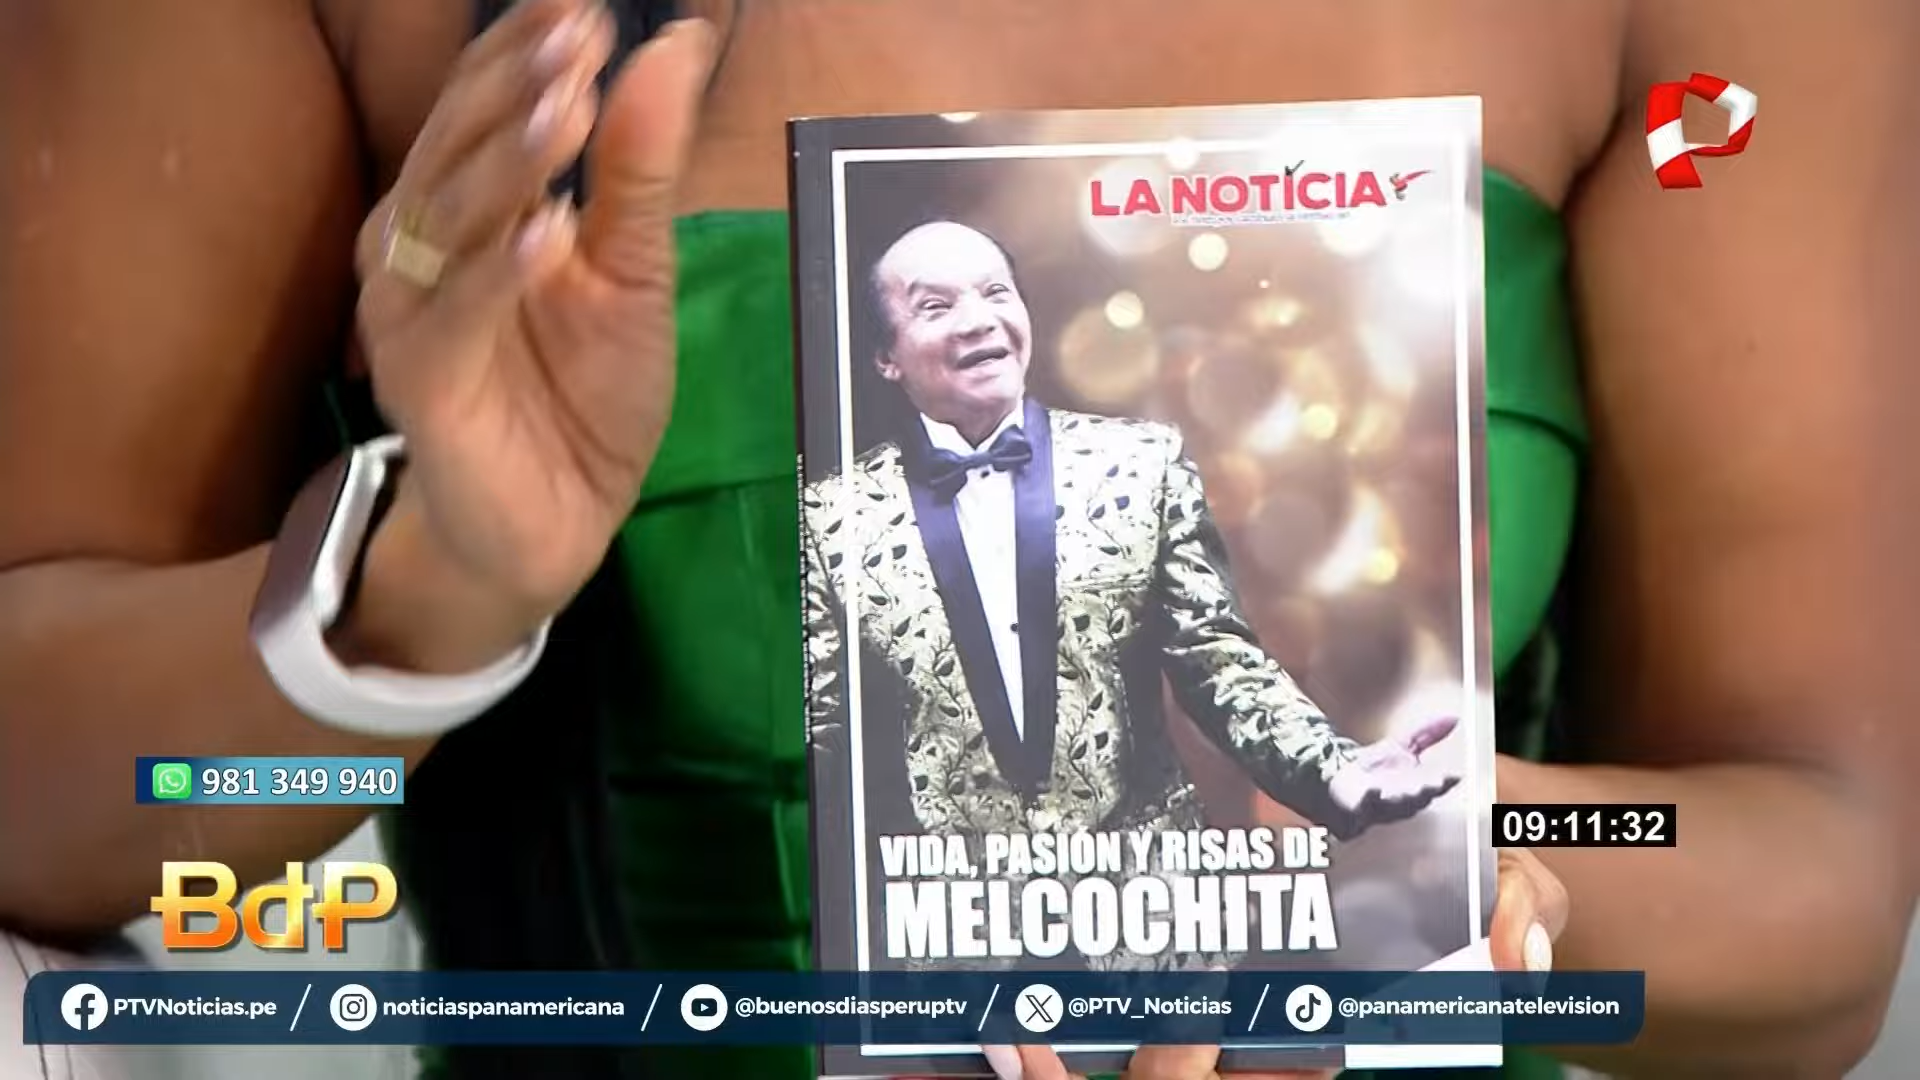 LA NOTICIA
VIDA, PASIÓN Y RISAS DE
MELCOCHITA
981 349 940
09:11:32
BdP
PTVNoticias.pe / noticiaspanamericana / @buenosdiasperuptv / @PTV_Noticias / @panamericanatelevision